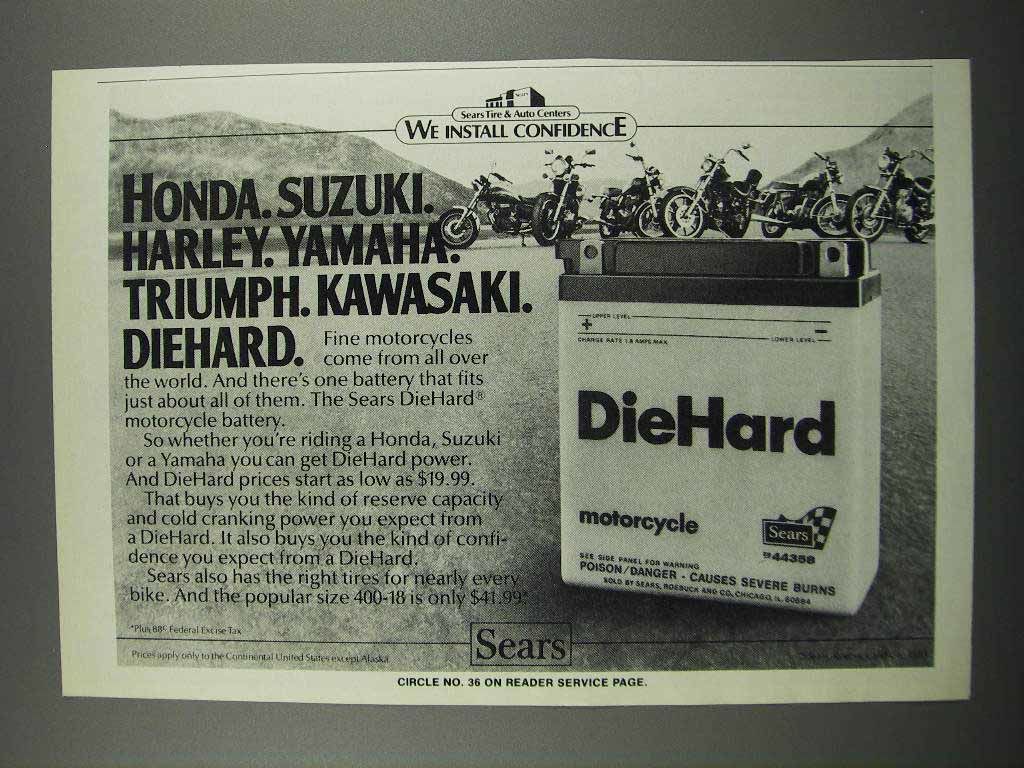 Sears
Sears Tire & Auto Centers
WE INSTALL CONFIDENCE
HONDA. SUZUKI.
HARLEY. YAMAHA.
TRIUMPH. KAWASAKI.
DIEHARD. Fine motorcycles
come from all over
the world. And there's one battery that fits
just about all of them. The Sears DieHard®
motorcycle battery.
So whether you're riding a Honda, Suzuki
or a Yamaha you can get DieHard power.
And DieHard prices start as low as $19.99.
That buys you the kind of reserve capacity
and cold cranking power you expect from
a DieHard. It also buys you the kind of confi-
dence you expect from a DieHard.
Sears also has the right tires for nearly every
bike. And the popular size 400-18 is only $41.99*
*Plus 88¢ Federal Excise Tax
Prices apply only to the Continental United States except Alaska
UPPER LEVEL
+ −
CHARGE RATE 1.8 AMPS MAX. LOWER LEVEL
DieHard
motorcycle
Sears
44358
SEE SIDE PANEL FOR WARNING
POISON/DANGER - CAUSES SEVERE BURNS
SOLD BY SEARS, ROEBUCK AND CO. CHICAGO, IL 60684
Sears
CIRCLE NO. 36 ON READER SERVICE PAGE.